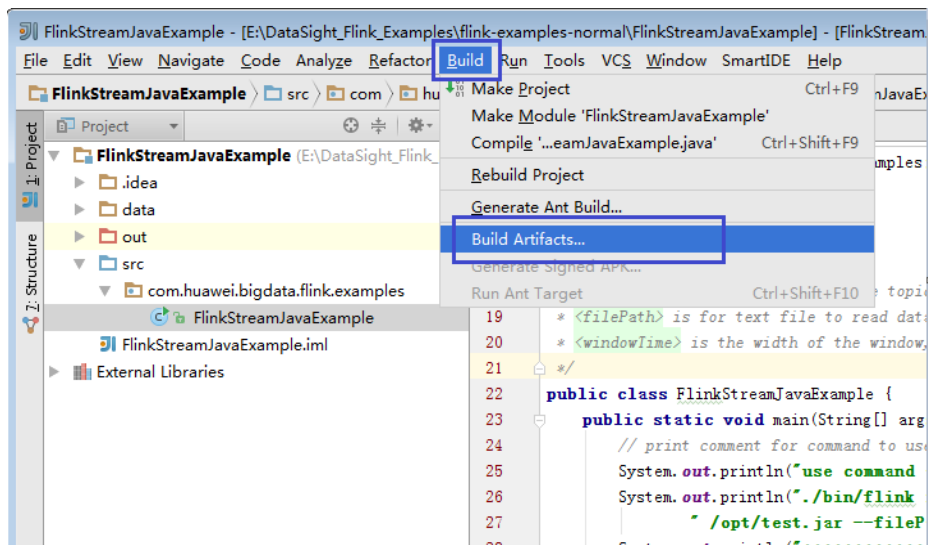 FlinkStreamJavaExample - [E:\DataSight_Flink_Examples\flink-examples-normal\FlinkStreamJavaExample] - [FlinkStream
File Edit View Navigate Code Analyze Refactor Build Run Tools VCS Window SmartIDE Help
FlinkStreamJavaExample src com hu
Make Project Ctrl+F9
nJavaEx
Project
Make Module 'FlinkStreamJavaExample'
1: Project
7: Structure
FlinkStreamJavaExample (E:\DataSight_Flink_
Compile '...eamJavaExample.java' Ctrl+Shift+F9
mples
.idea
Rebuild Project
data
Generate Ant Build...
out
Build Artifacts...
src
Generate Signed APK...
com.huawei.bigdata.flink.examples
Run Ant Target Ctrl+Shift+F10
e topi
FlinkStreamJavaExample
19 * <filePath> is for text file to read data
FlinkStreamJavaExample.iml
20 * <windowTime> is the width of the window,
External Libraries
21 */
22 public class FlinkStreamJavaExample {
23 public static void main(String[] arg
24 // print comment for command to use
25 System.out.println("use command
26 System.out.println("./bin/flink
27 " /opt/test.jar --fileP